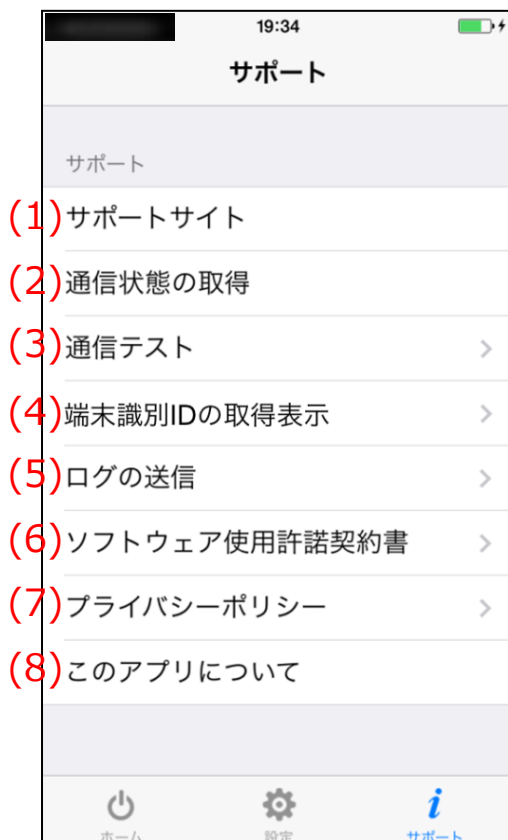 19:34
サポート
サポート
(1)サポートサイト
(2)通信状態の取得
(3)通信テスト
(4)端末識別IDの取得表示
(5)ログの送信
(6)ソフトウェア使用許諾契約書
(7)プライバシーポリシー
(8)このアプリについて
ホーム 設定 サポート